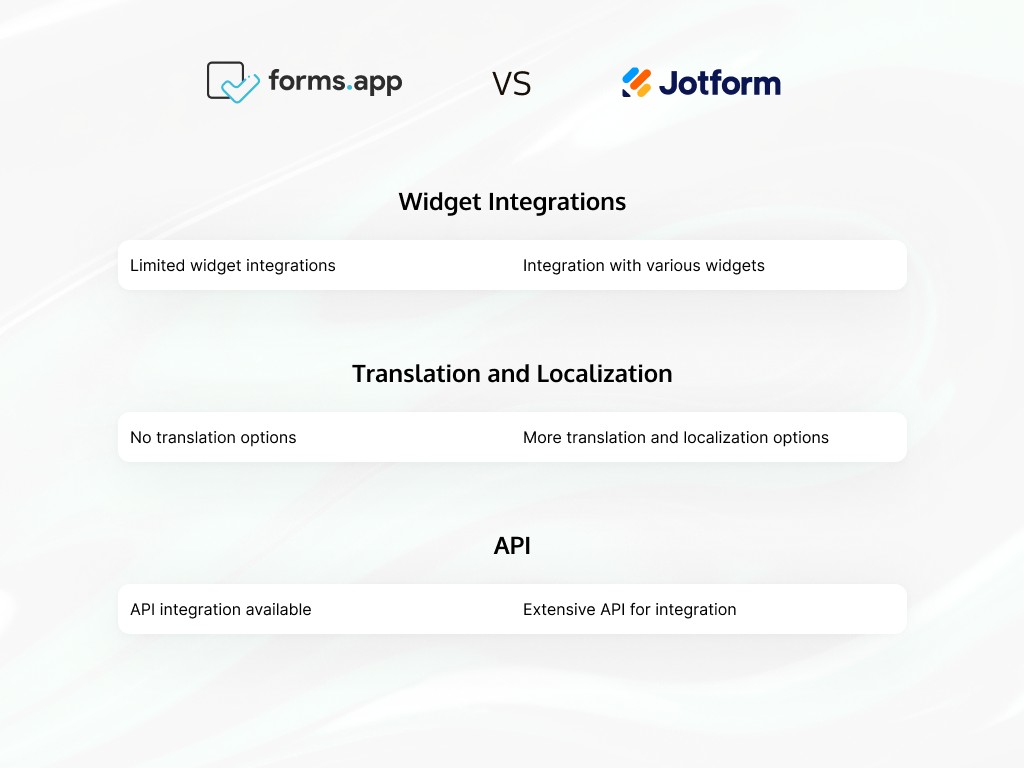 forms.app VS Jotform
Widget Integrations
Limited widget integrations Integration with various widgets
Translation and Localization
No translation options More translation and localization options
API
API integration available Extensive API for integration